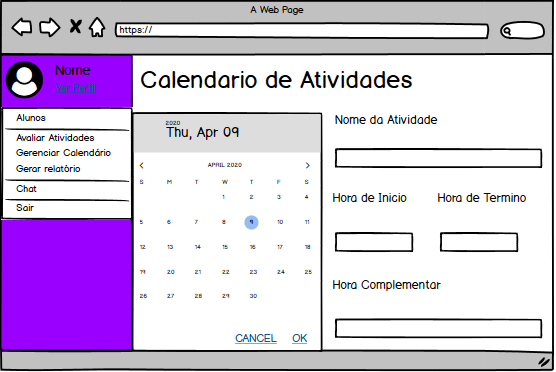 A Web Page
https://
Nome
Ver Perfil
Alunos
Avaliar Atividades
Gerenciar Calendário
Gerar relatório
Chat
Sair
Calendario de Atividades
2020
Thu, Apr 09
APRIL 2020
S M T W T F S
1 2 3 4
5 6 7 8 9 10 11
12 13 14 15 16 17 18
19 20 21 22 23 24 25
26 27 28 29 30
CANCEL OK
Nome da Atividade
Hora de Inicio Hora de Termino
Hora Complementar